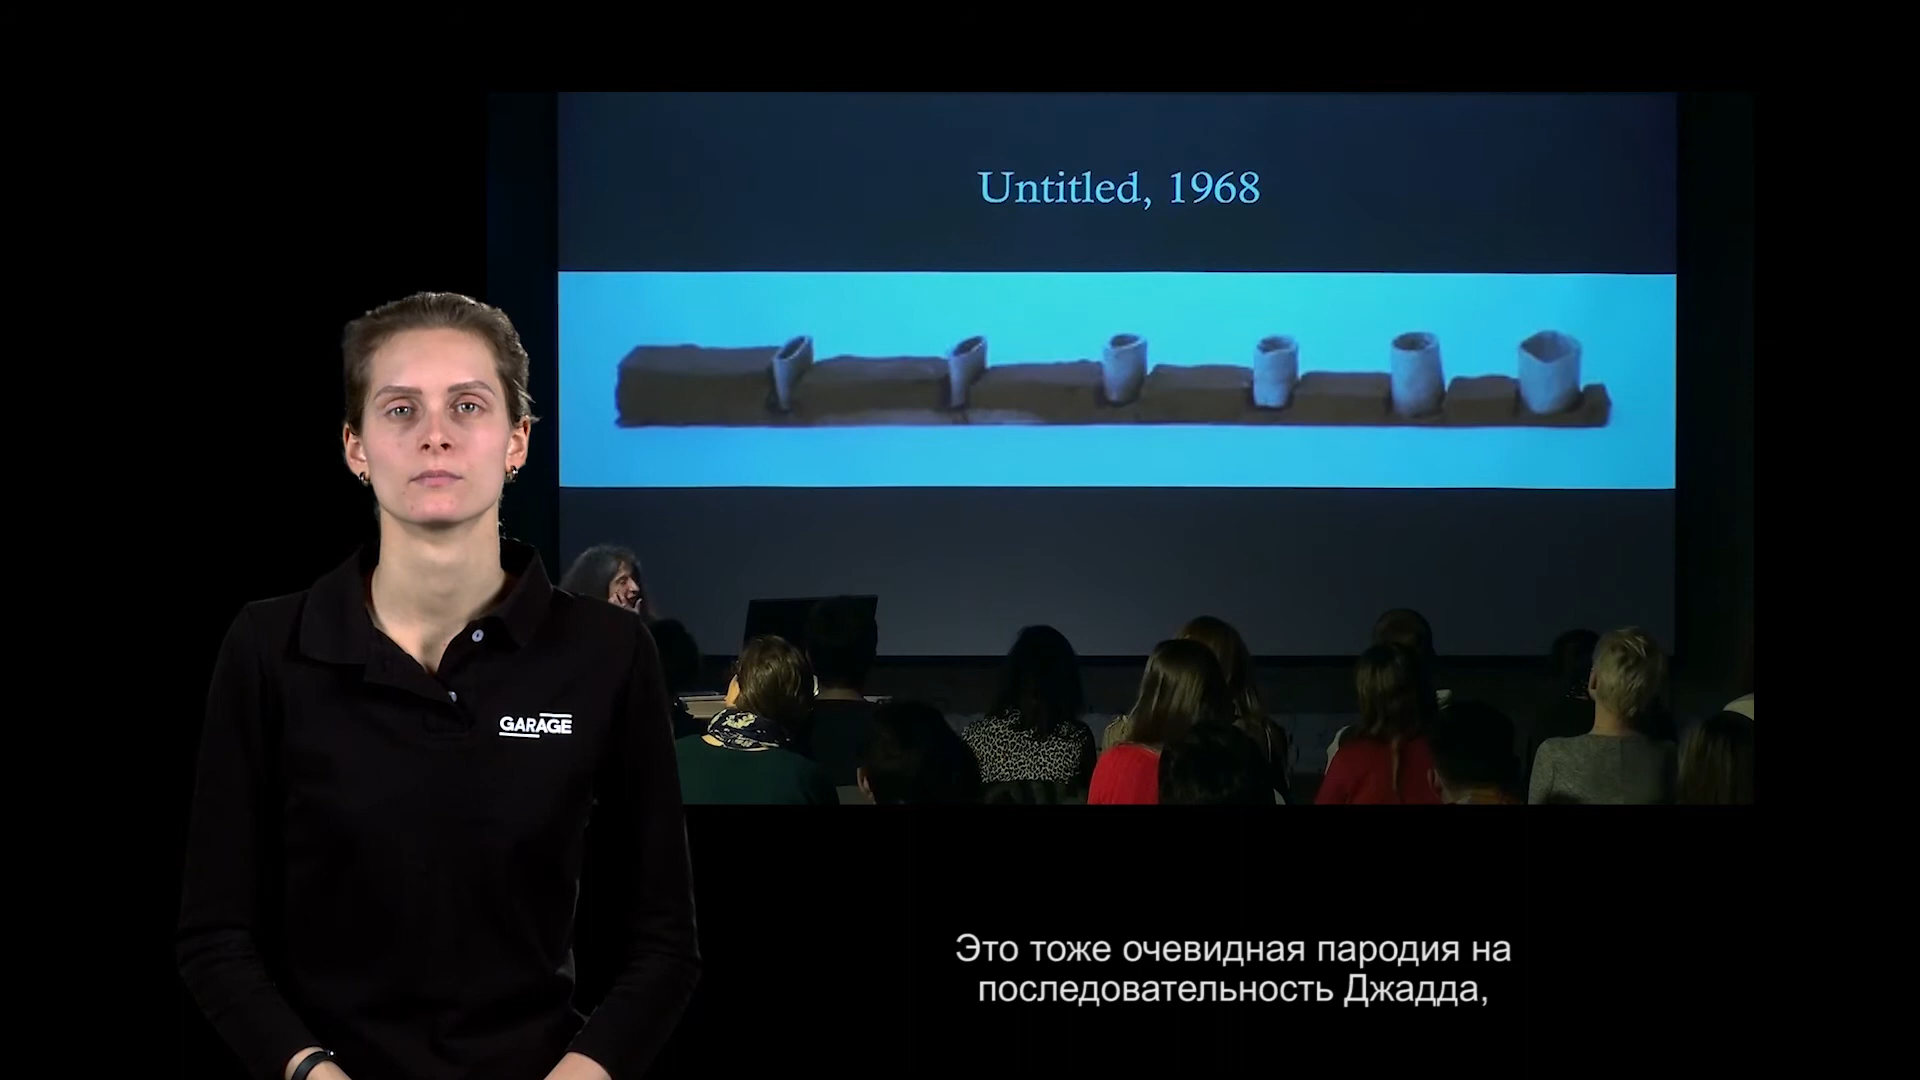 Untitled, 1968
GARAGE
Это тоже очевидная пародия на
последовательность Джадда,